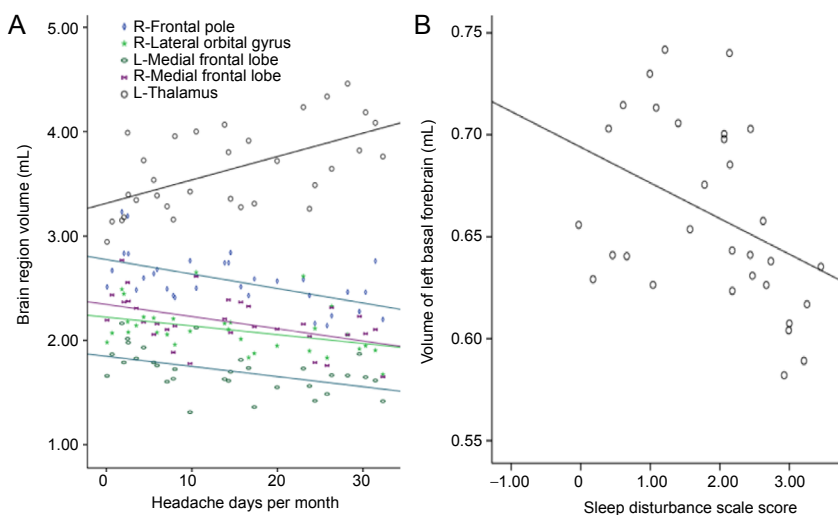 A
R-Frontal pole
R-Lateral orbital gyrus
L-Medial frontal lobe
R-Medial frontal lobe
L-Thalamus
Brain region volume (mL)
5.00
4.00
3.00
2.00
1.00
0
10
20
30
Headache days per month
B
Volume of left basal forebrain (mL)
0.75
0.70
0.65
0.60
0.55
−1.00
0
1.00
2.00
3.00
Sleep disturbance scale score